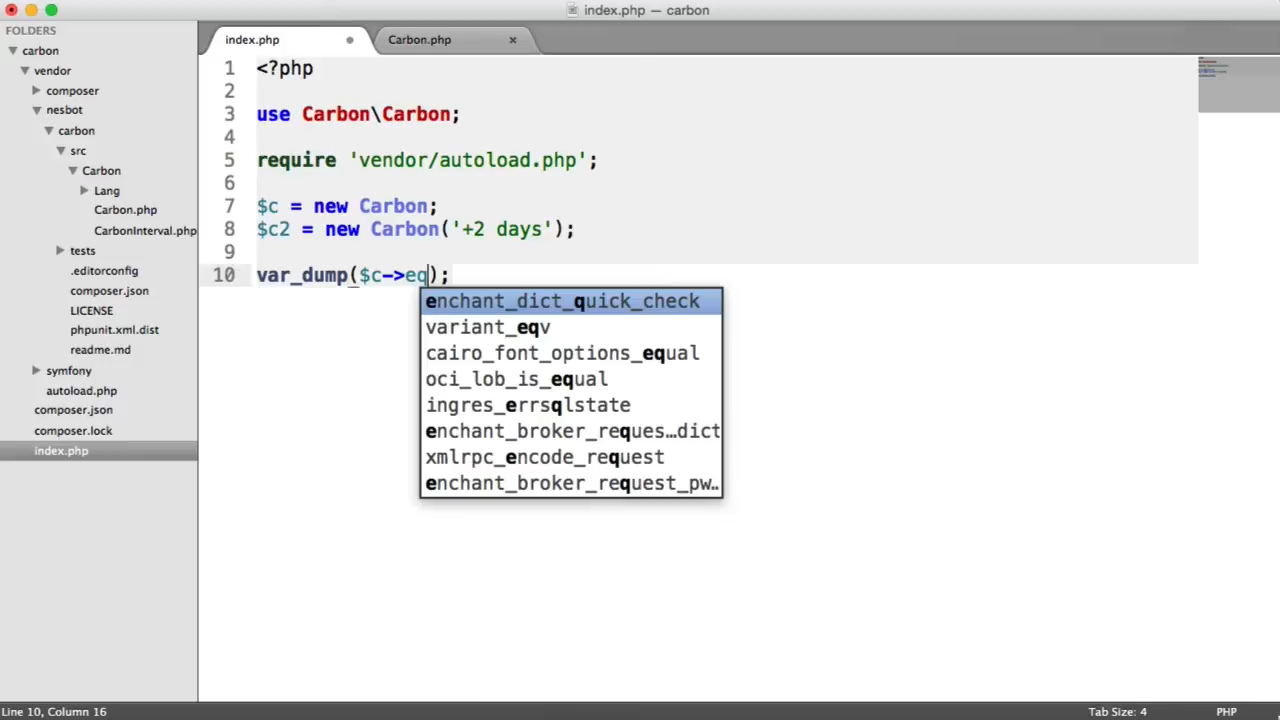 index.php — carbon
FOLDERS
carbon
vendor
composer
nesbot
carbon
src
Carbon
Lang
Carbon.php
CarbonInterval.php
tests
.editorconfig
composer.json
LICENSE
phpunit.xml.dist
readme.md
symfony
autoload.php
composer.json
composer.lock
index.php
index.php
Carbon.php
1 <?php
2
3 use Carbon\Carbon;
4
5 require 'vendor/autoload.php';
6
7 $c = new Carbon;
8 $c2 = new Carbon('+2 days');
9
10 var_dump($c->eq);
enchant_dict_quick_check
variant_eqv
cairo_font_options_equal
oci_lob_is_equal
ingres_errsqlstate
enchant_broker_reques…dict
xmlrpc_encode_request
enchant_broker_request_pw…
Line 10, Column 16
Tab Size: 4
PHP